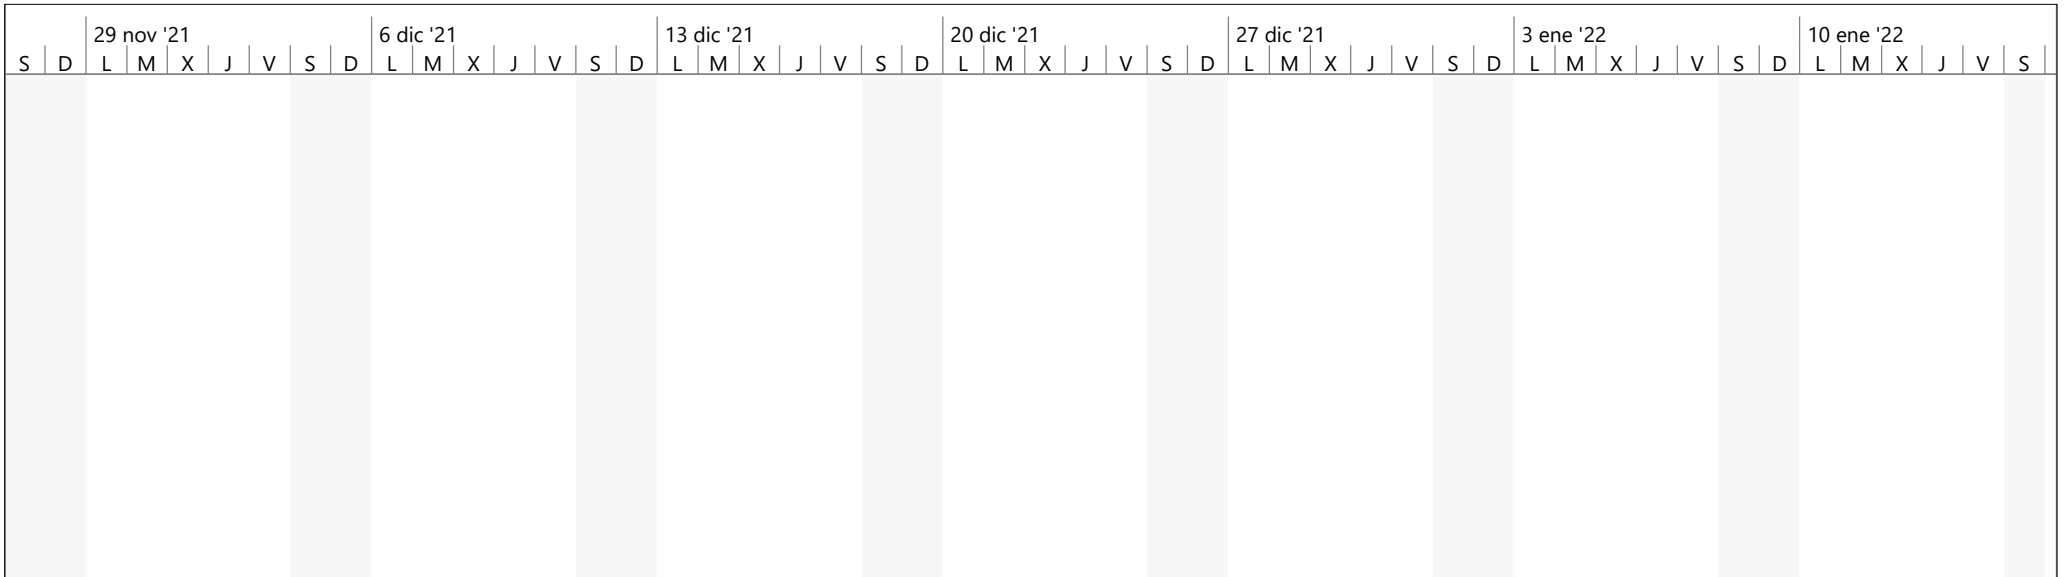 29 nov '21 6 dic '21 13 dic '21 20 dic '21 27 dic '21 3 ene '22 10 ene '22
S D L M X J V S D L M X J V S D L M X J V S D L M X J V S D L M X J V S D L M X J V S D L M X J V S